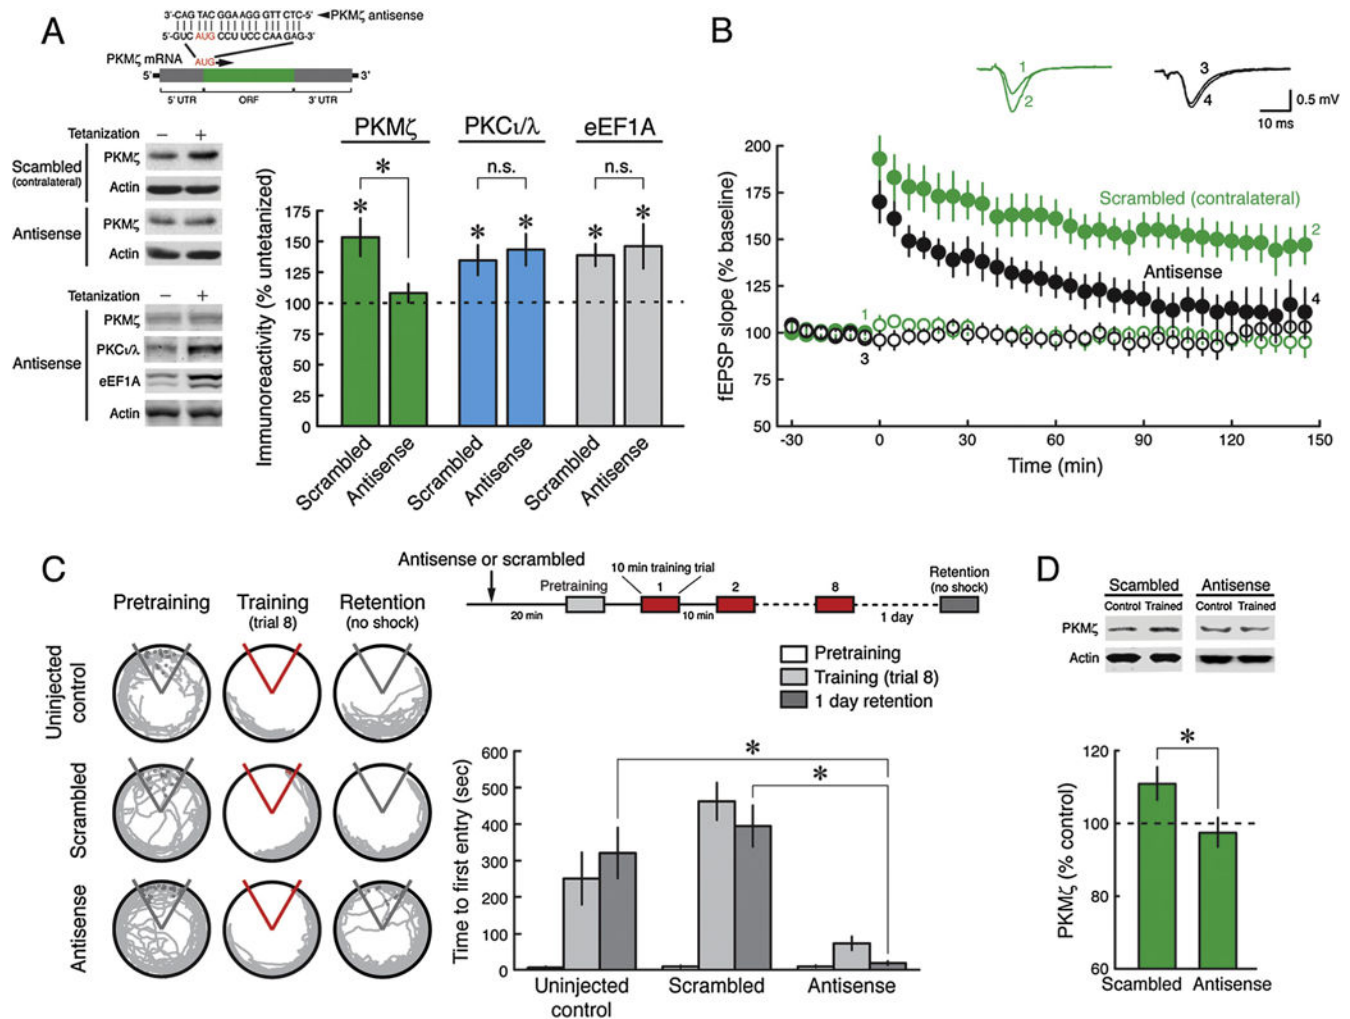 A
3'-CAG TAC GGA AGG GTT CTC-5' ◄PKMζ antisense
5'-GUC AUG CCU UCC CAA GAG-3'
PKMζ mRNA AUG
5' 3'
5' UTR ORF 3' UTR
Tetanization − +
Scambled
(contralateral)
PKMζ
Actin
Antisense
PKMζ
Actin
Tetanization − +
Antisense
PKMζ
PKCι/λ
eEF1A
Actin
PKMζ PKCι/λ eEF1A
* n.s. n.s.
* * * * *
Immunoreactivity (% untetanized)
175
150
125
100
75
50
25
0
Scrambled Antisense Scrambled Antisense Scrambled Antisense
B
1 3
2 4
0.5 mV
10 ms
fEPSP slope (% baseline)
200
175
150
125
100
75
50
Scrambled (contralateral)
2
Antisense
4
1
3
-30 0 30 60 90 120 150
Time (min)
C
Pretraining Training Retention
(trial 8) (no shock)
Uninjected
control
Scrambled
Antisense
Antisense or scrambled
10 min training trial
Retention
(no shock)
Pretraining 1 2 8
20 min 10 min 1 day
Pretraining
Training (trial 8)
1 day retention
Time to first entry (sec)
600
500
400
300
200
100
0
*
*
Uninjected Scrambled Antisense
control
D
Scambled Antisense
Control Trained Control Trained
PKMζ
Actin
PKMζ (% control)
120
100
80
60
*
Scambled Antisense